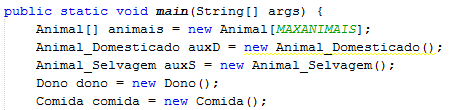 public static void main(String[] args) {
Animal[] animais = new Animal[MAXANIMAIS];
Animal_Domesticado auxD = new Animal_Domesticado();
Animal_Selvagem auxS = new Animal_Selvagem();
Dono dono = new Dono();
Comida comida = new Comida();